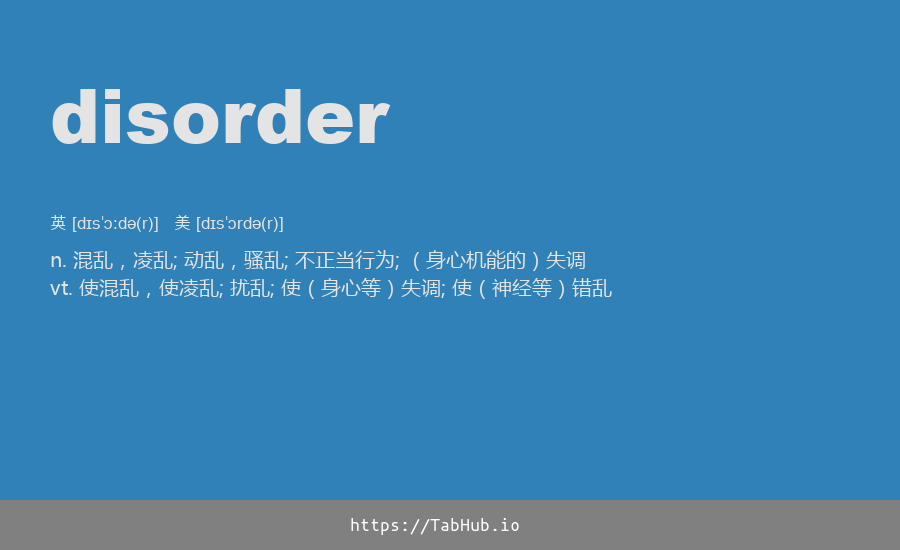 disorder
英 [dɪsˈɔːdə(r)] 美 [dɪsˈɔrdə(r)]
n. 混乱，凌乱; 动乱，骚乱; 不正当行为; （身心机能的）失调
vt. 使混乱，使凌乱; 扰乱; 使（身心等）失调; 使（神经等）错乱
https://TabHub.io